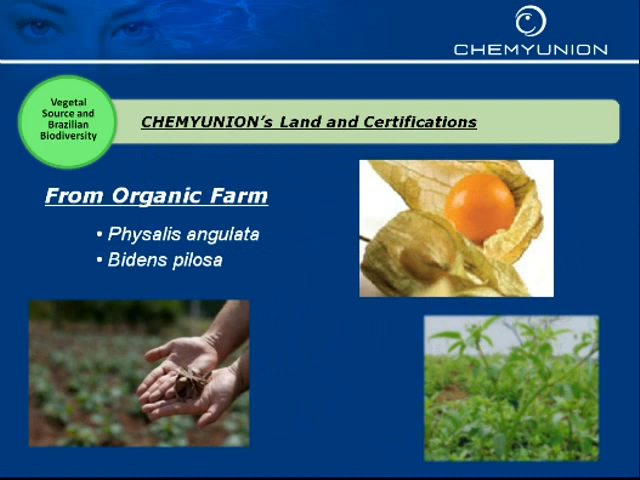 CHEMYUNION
Vegetal
Source and
Brazilian
Biodiversity
CHEMYUNION's Land and Certifications
From Organic Farm
• Physalis angulata
• Bidens pilosa